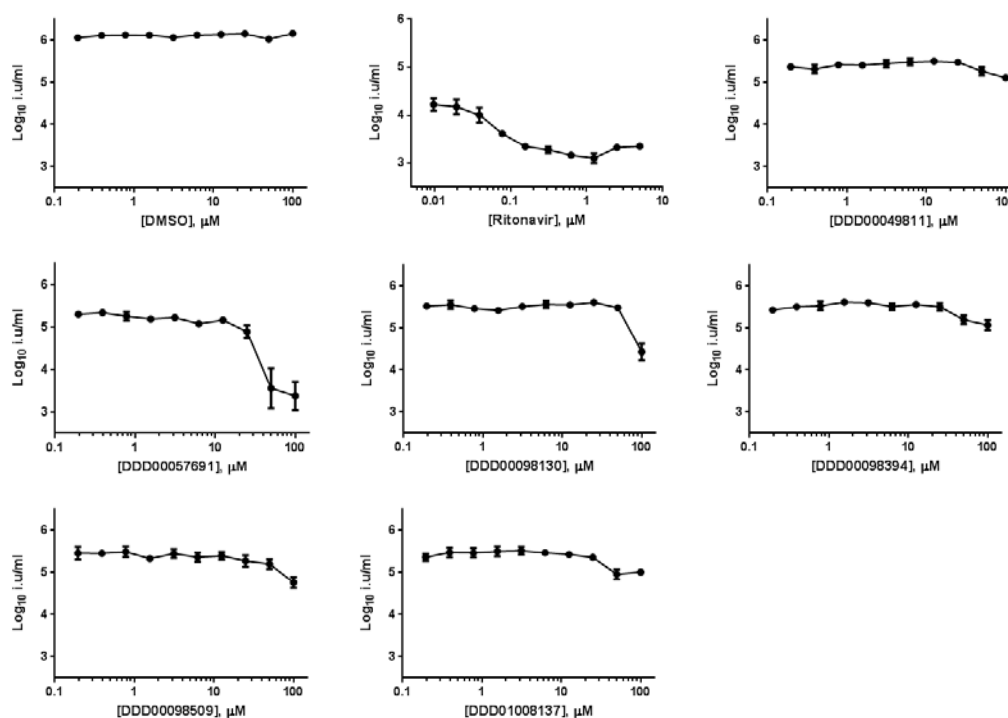 Log₁₀ i.u/ml
6
5
4
3
0.1 1 10 100
[DMSO], µM
Log₁₀ i.u/ml
6
5
4
3
0.01 0.1 1 10
[Ritonavir], µM
Log₁₀ i.u/ml
6
5
4
3
0.1 1 10 100
[DDD00049811], µM
Log₁₀ i.u/ml
6
5
4
3
0.1 1 10 100
[DDD00057691], µM
Log₁₀ i.u/ml
6
5
4
3
0.1 1 10 100
[DDD00098130], µM
Log₁₀ i.u/ml
6
5
4
3
0.1 1 10 100
[DDD00098394], µM
Log₁₀ i.u/ml
6
5
4
3
0.1 1 10 100
[DDD00098509], µM
Log₁₀ i.u/ml
6
5
4
3
0.1 1 10 100
[DDD01008137], µM